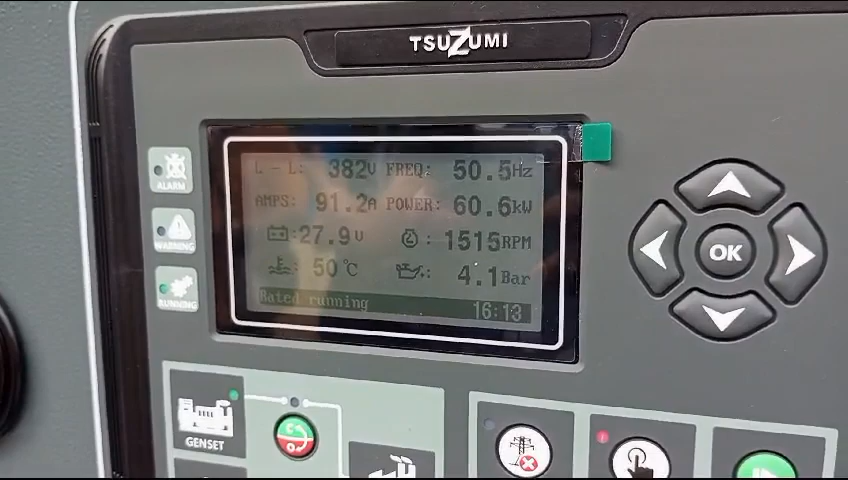 TSUZUMI
L-L: 382V FREQ: 50.5Hz
AMPS: 91.2A POWER: 60.6kW
:27.9V : 1515RPM
: 50°C : 4.1Bar
Rated running 16:13
ALARM
WARNING
RUNNING
OK
GENSET